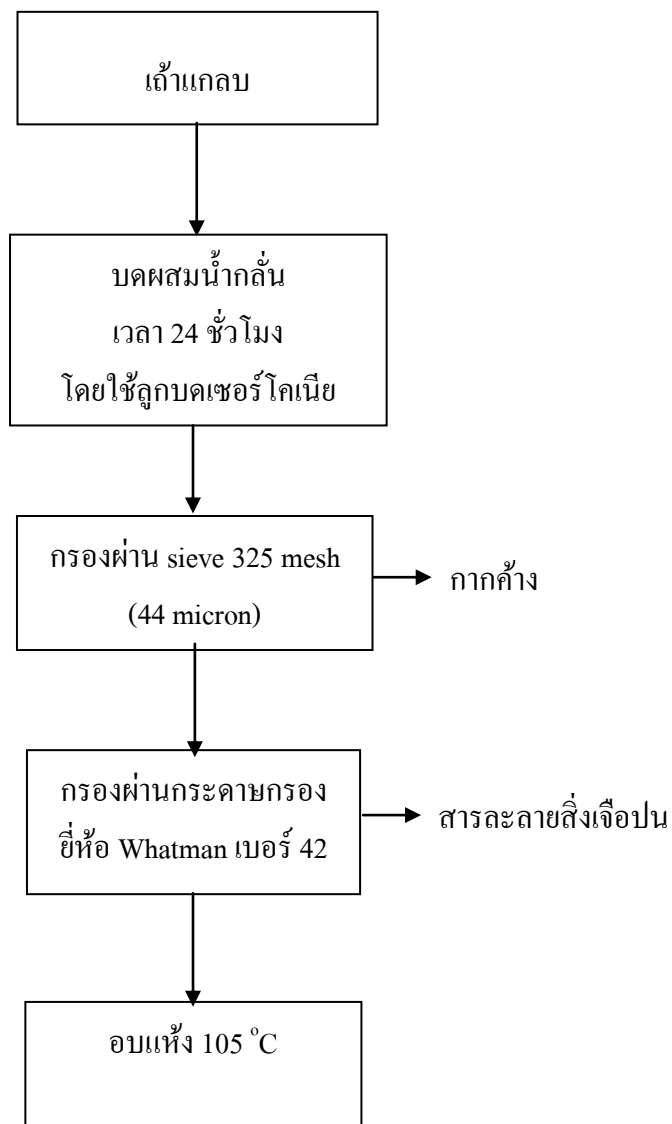 เถ้าแกลบ
บดผสมน้ำกลั่น
เวลา 24 ชั่วโมง
โดยใช้ลูกบดเซอร์โคเนีย
กรองผ่าน sieve 325 mesh
(44 micron)
กากค้าง
กรองผ่านกระดาษกรอง
ยี่ห้อ Whatman เบอร์ 42
สารละลายสิ่งเจือปน
อบแห้ง 105 °C